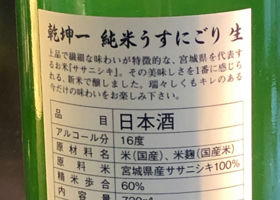 乾坤一 純米うすにごり 生
上品で繊細な味わいが特徴的な、宮城県を代表す
るお米『ササニシキ』。その美味しさを1番に感じら
れる、新米で醸しました。瑞々しくもキレのある
今だけの味わいをお楽しみ下さい。
品目 日本酒
アルコール分 16度
原材料名 米(国産)、米麹(国産米)
原料米 宮城県産ササニシキ100%
精米歩合 60%
内容量